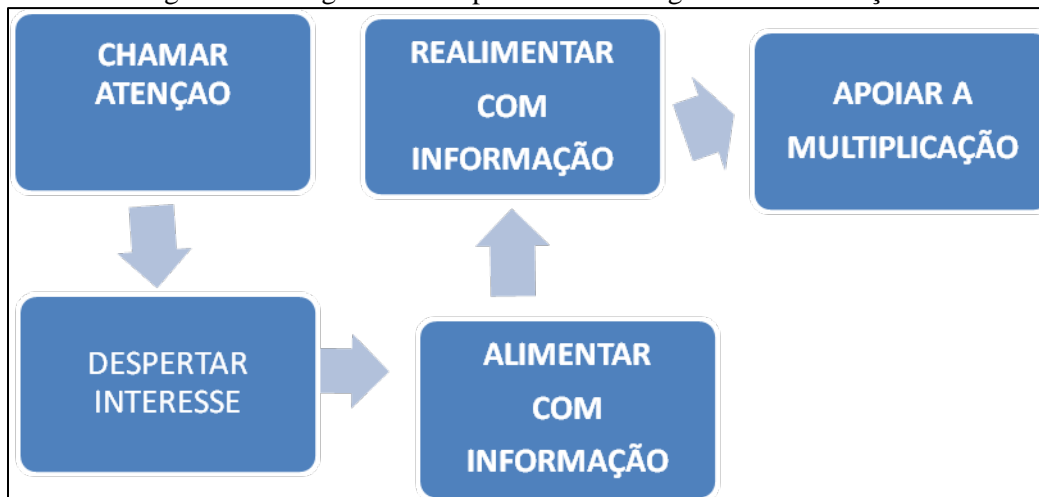 CHAMAR
ATENÇAO
DESPERTAR
INTERESSE
ALIMENTAR
COM
INFORMAÇÃO
REALIMENTAR
COM
INFORMAÇÃO
APOIAR A
MULTIPLICAÇÃO